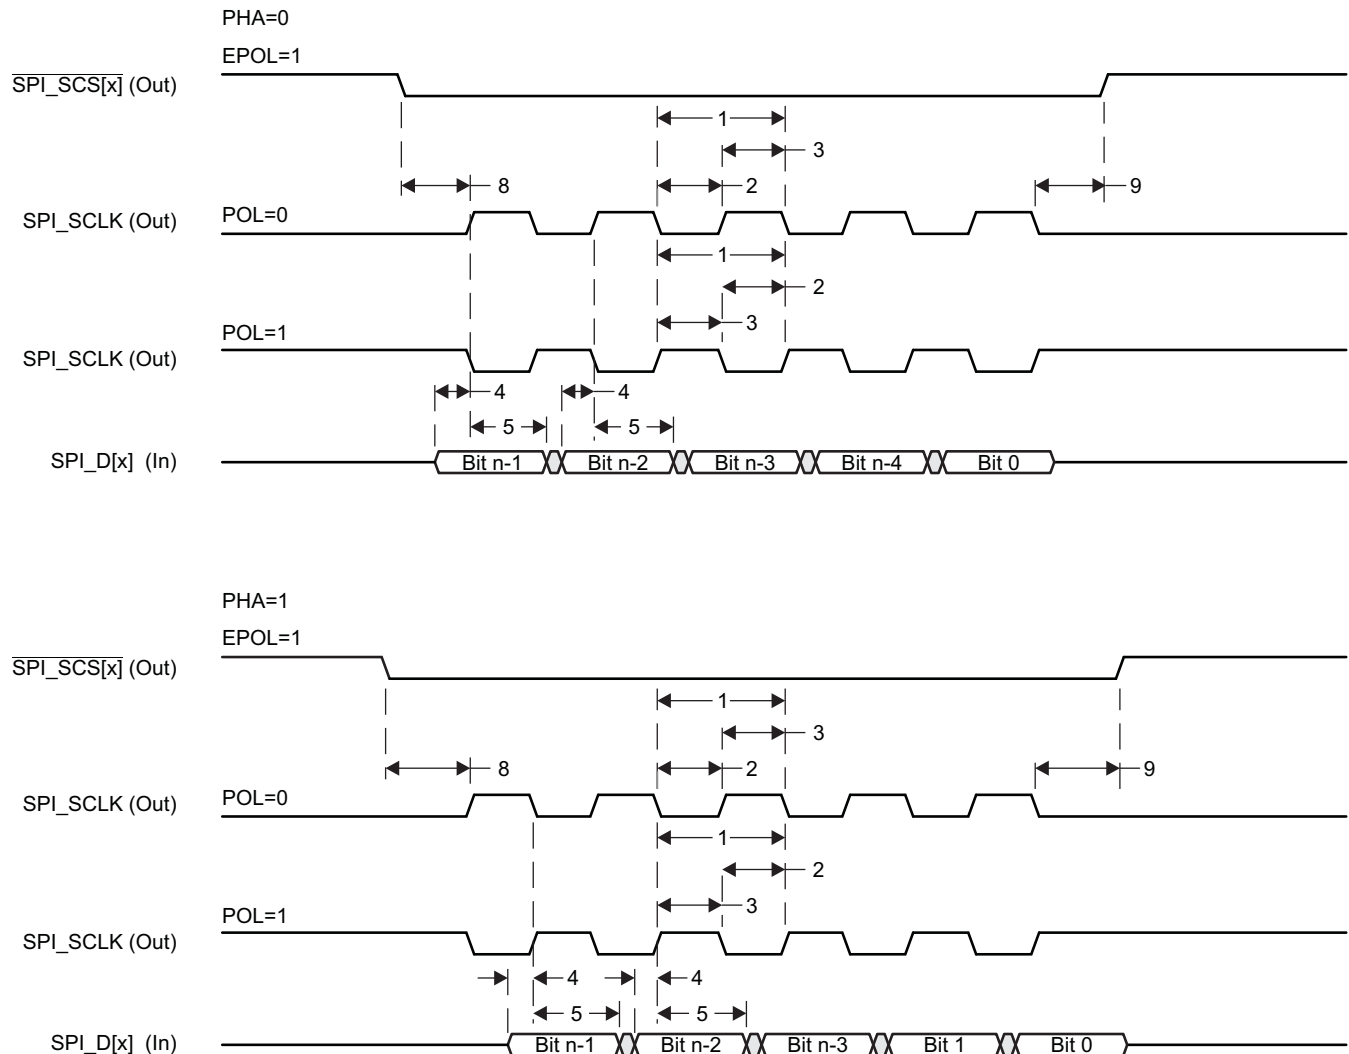 PHA=0
EPOL=1
SPI_SCS[x] (Out)
1
3
8
2
9
SPI_SCLK (Out)
POL=0
1
2
3
POL=1
SPI_SCLK (Out)
4
4
5
5
SPI_D[x] (In)
Bit n-1
Bit n-2
Bit n-3
Bit n-4
Bit 0
PHA=1
EPOL=1
SPI_SCS[x] (Out)
1
3
8
2
9
SPI_SCLK (Out)
POL=0
1
2
3
POL=1
SPI_SCLK (Out)
4
4
5
5
SPI_D[x] (In)
Bit n-1
Bit n-2
Bit n-3
Bit 1
Bit 0